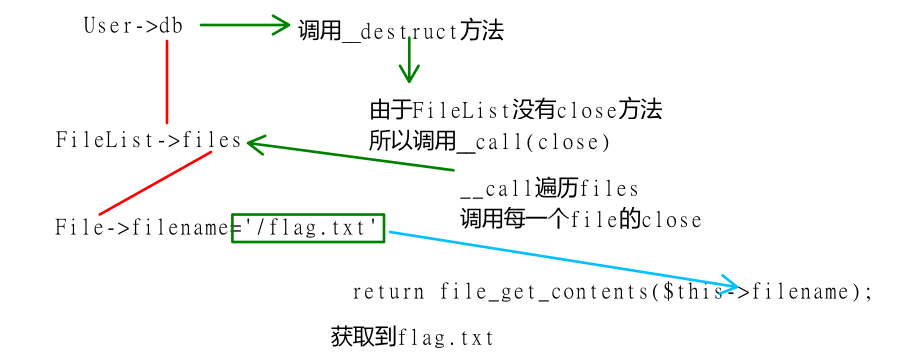 User->db
调用__destruct方法
由于FileList没有close方法
所以调用__call(close)
FileList->files
__call遍历files
调用每一个file的close
File->filename='/flag.txt'
return file_get_contents($this->filename);
获取到flag.txt